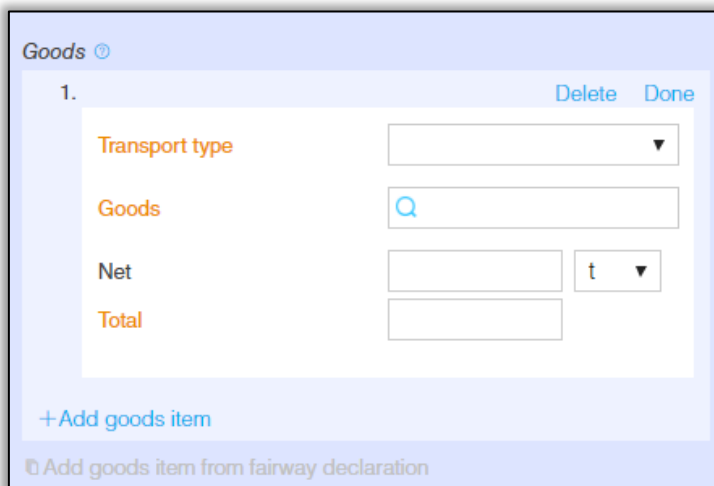 Goods
1. Delete Done
Transport type
Goods
Net t
Total
+Add goods item
Add goods item from fairway declaration